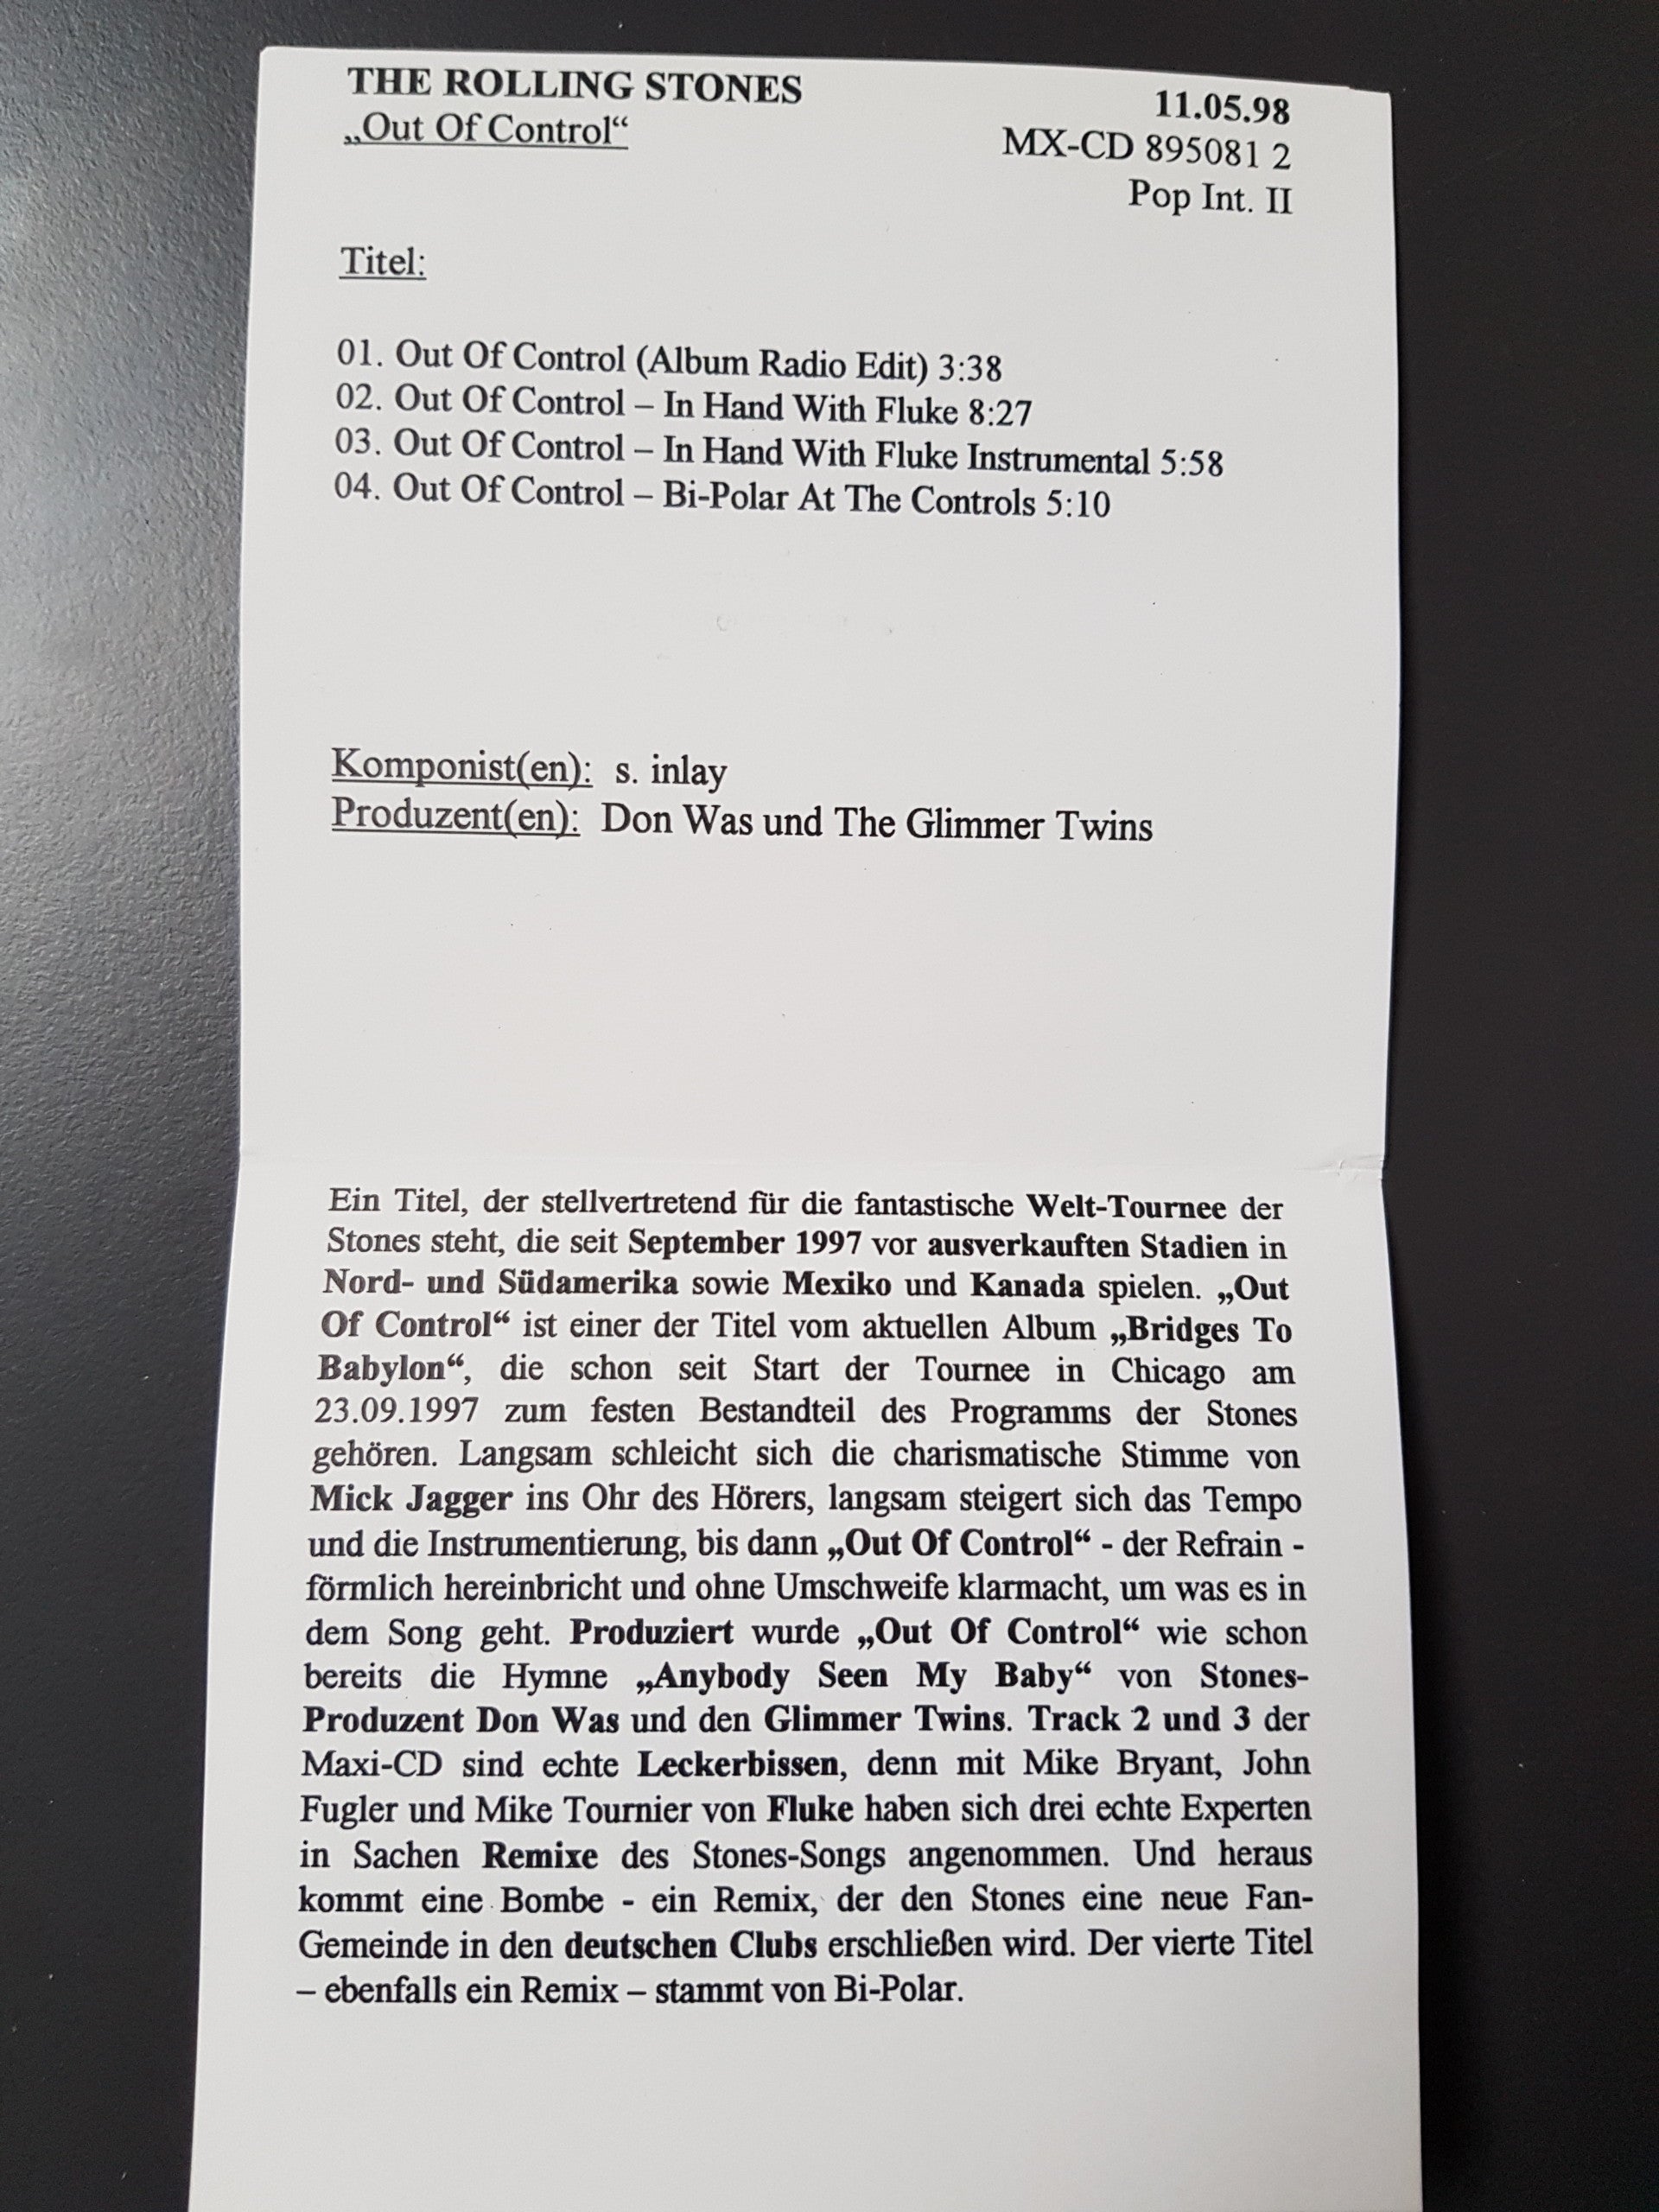 THE ROLLING STONES
„Out Of Control“
11.05.98
MX-CD 895081 2
Pop Int. II
Titel:
01. Out Of Control (Album Radio Edit) 3:38
02. Out Of Control – In Hand With Fluke 8:27
03. Out Of Control – In Hand With Fluke Instrumental 5:58
04. Out Of Control – Bi-Polar At The Controls 5:10
Komponist(en): s. inlay
Produzent(en): Don Was und The Glimmer Twins
Ein Titel, der stellvertretend für die fantastische Welt-Tournee der
Stones steht, die seit September 1997 vor ausverkauften Stadien in
Nord- und Südamerika sowie Mexiko und Kanada spielen. „Out
Of Control“ ist einer der Titel vom aktuellen Album „Bridges To
Babylon“, die schon seit Start der Tournee in Chicago am
23.09.1997 zum festen Bestandteil des Programms der Stones
gehören. Langsam schleicht sich die charismatische Stimme von
Mick Jagger ins Ohr des Hörers, langsam steigert sich das Tempo
und die Instrumentierung, bis dann „Out Of Control“ - der Refrain -
förmlich hereinbricht und ohne Umschweife klarmacht, um was es in
dem Song geht. Produziert wurde „Out Of Control“ wie schon
bereits die Hymne „Anybody Seen My Baby“ von Stones-
Produzent Don Was und den Glimmer Twins. Track 2 und 3 der
Maxi-CD sind echte Leckerbissen, denn mit Mike Bryant, John
Fugler und Mike Tournier von Fluke haben sich drei echte Experten
in Sachen Remixe des Stones-Songs angenommen. Und heraus
kommt eine Bombe - ein Remix, der den Stones eine neue Fan-
Gemeinde in den deutschen Clubs erschließen wird. Der vierte Titel
– ebenfalls ein Remix – stammt von Bi-Polar.